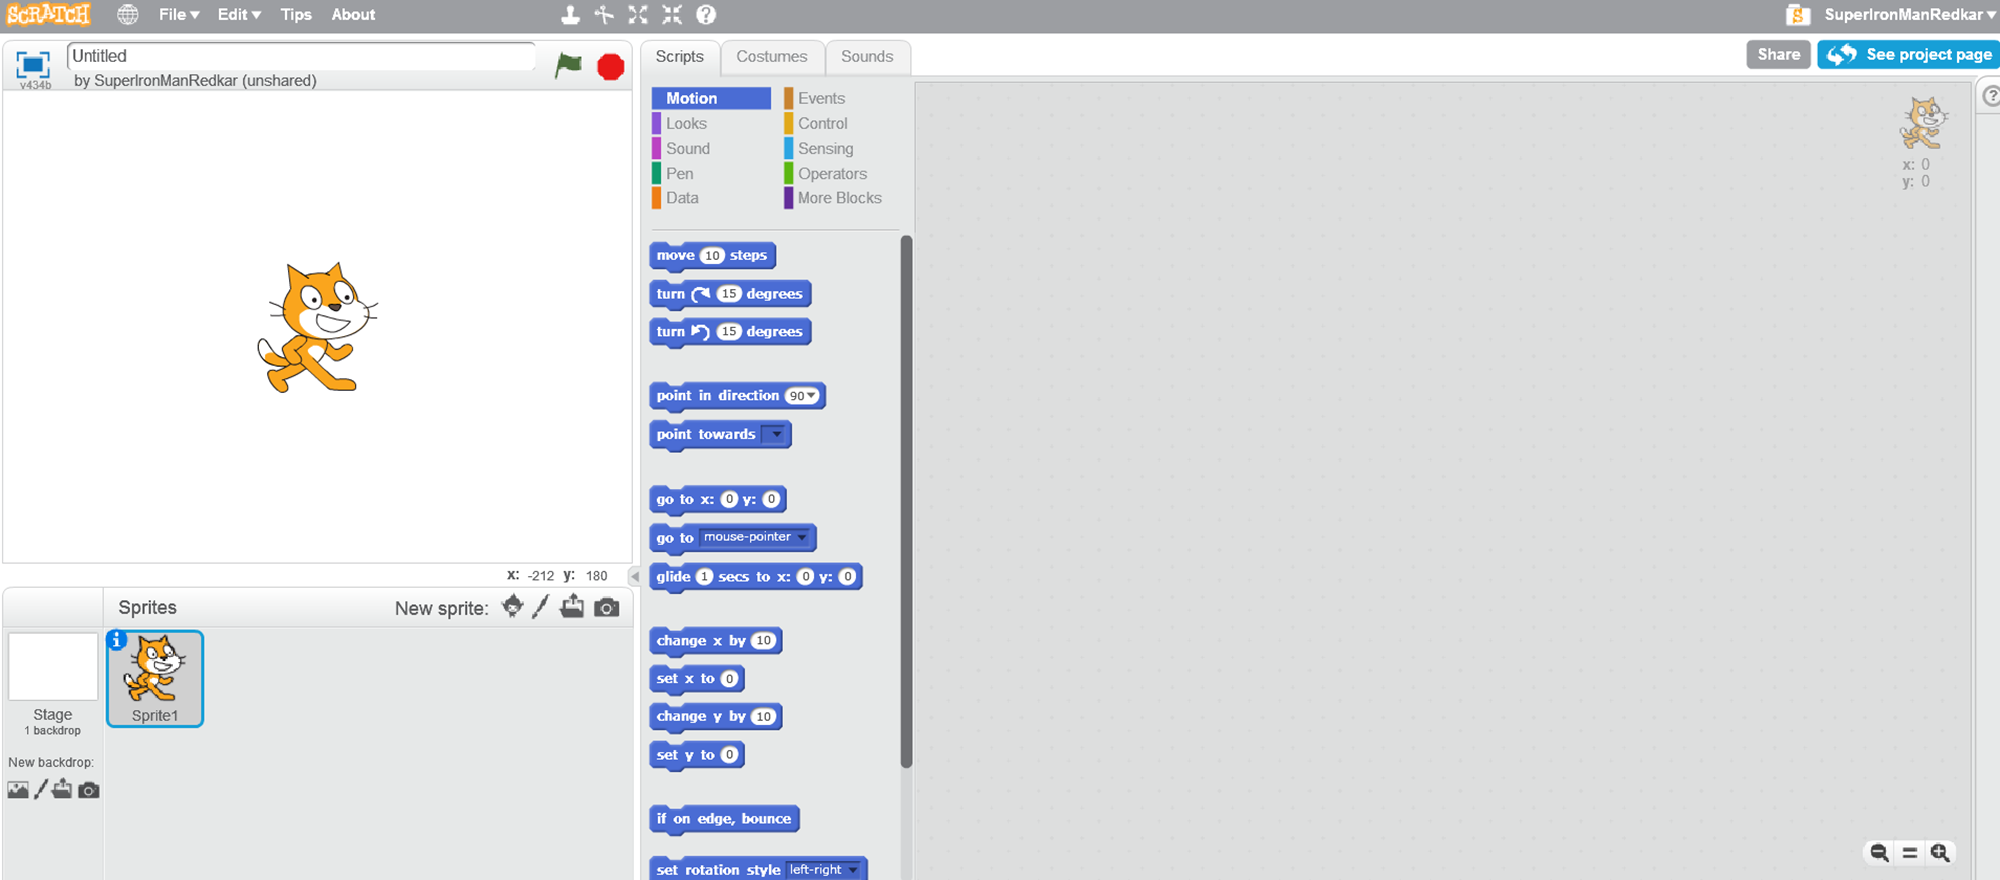 SCRATCH File Edit Tips About SuperIronManRedkar
Untitled
v434b by SuperIronManRedkar (unshared)
Scripts Costumes Sounds Share See project page
Motion Events
Looks Control
Sound Sensing
Pen Operators
Data More Blocks
x: 0
y: 0
move 10 steps
turn 15 degrees
turn 15 degrees
point in direction 90
point towards
go to x: 0 y: 0
go to mouse-pointer
glide 1 secs to x: 0 y: 0
change x by 10
set x to 0
change y by 10
set y to 0
if on edge, bounce
set rotation style left-right
x: -212 y: 180
Sprites New sprite:
Stage
1 backdrop
New backdrop:
Sprite1